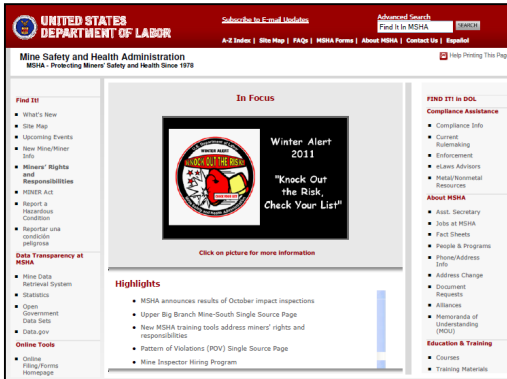 UNITED STATES
DEPARTMENT OF LABOR
Subscribe to E-mail Updates
Advanced Search
Find It In MSHA
SEARCH
A-Z Index | Site Map | FAQs | MSHA Forms | About MSHA | Contact Us | Español
Mine Safety and Health Administration
MSHA - Protecting Miners' Safety and Health Since 1978
Help Printing This Page
Find It!
What's New
Site Map
Upcoming Events
New Mine/Miner
Info
Miners' Rights
and
Responsibilities
MINER Act
Report a
Hazardous
Condition
Reportar una
condición
peligrosa
Data Transparency at
MSHA
Mine Data
Retrieval System
Statistics
Open
Government
Data Sets
Data.gov
Online Tools
Online
Filing/Forms
Homepage
In Focus
WINTER ALERT
KNOCK OUT THE RISK
Winter Alert
2011
"Knock Out
the Risk,
Check Your List"
Click on picture for more information
Highlights
MSHA announces results of October impact inspections
Upper Big Branch Mine-South Single Source Page
New MSHA training tools address miners' rights and
responsibilities
Pattern of Violations (POV) Single Source Page
Mine Inspector Hiring Program
FIND IT! in DOL
Compliance Assistance
Compliance Info
Current
Rulemaking
Enforcement
eLaws Advisors
Metal/Nonmetal
Resources
About MSHA
Asst. Secretary
Jobs at MSHA
Fact Sheets
People & Programs
Phone/Address
Info
Address Change
Document
Requests
Alliances
Memoranda of
Understanding
(MOU)
Education & Training
Courses
Training Materials